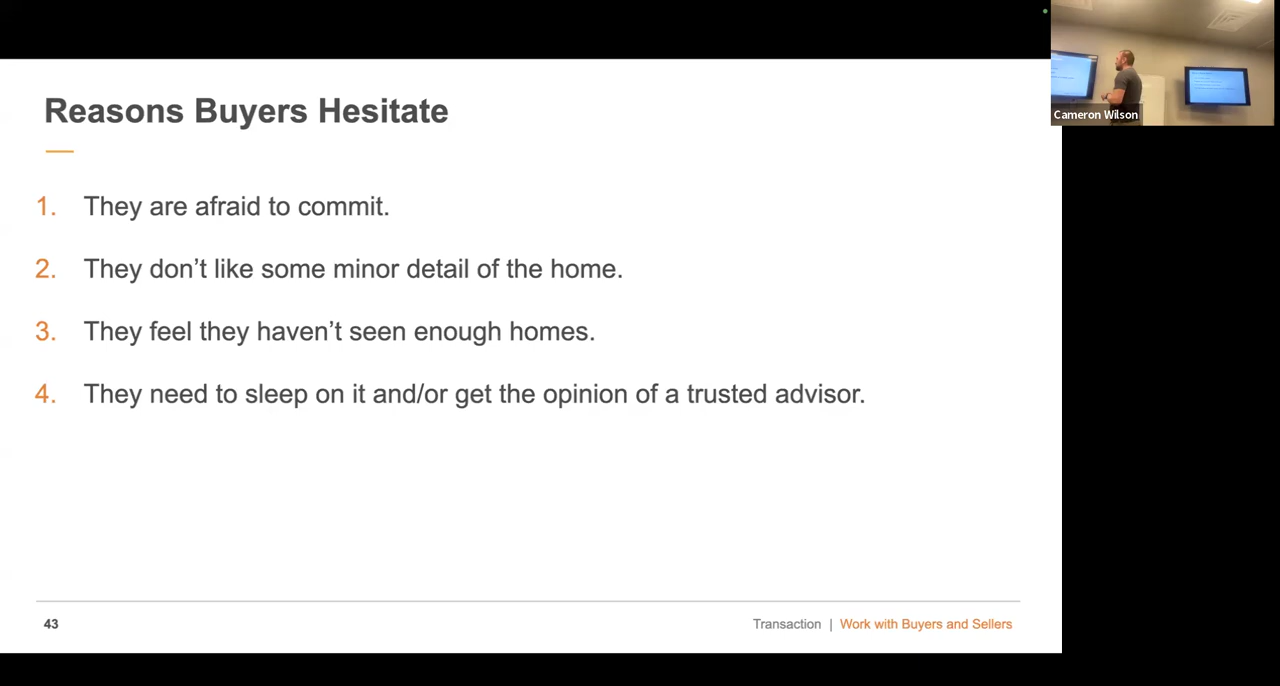 Reasons Buyers Hesitate
1. They are afraid to commit.
2. They don’t like some minor detail of the home.
3. They feel they haven’t seen enough homes.
4. They need to sleep on it and/or get the opinion of a trusted advisor.
43
Transaction | Work with Buyers and Sellers
Cameron Wilson